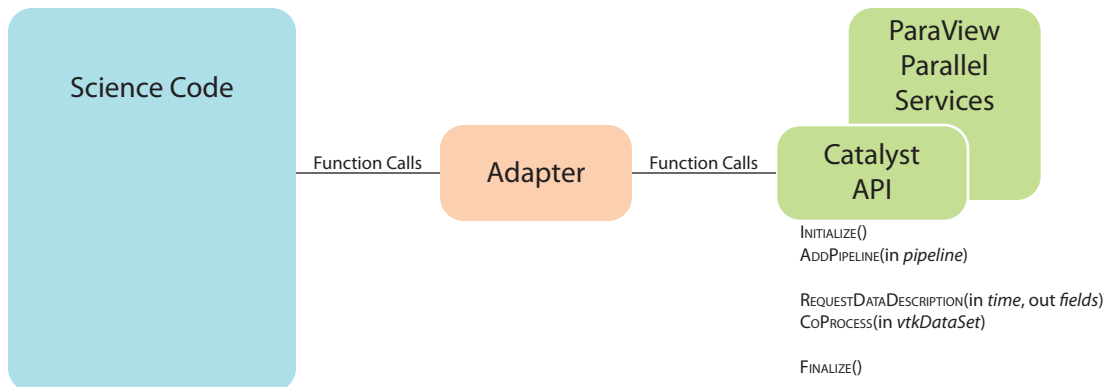 Science Code
Function Calls
Adapter
Function Calls
ParaView
Parallel
Services
Catalyst
API
INITIALIZE()
ADDPIPELINE(in pipeline)
REQUESTDATADESCRIPTION(in time, out fields)
COPROCESS(in vtkDataSet)
FINALIZE()